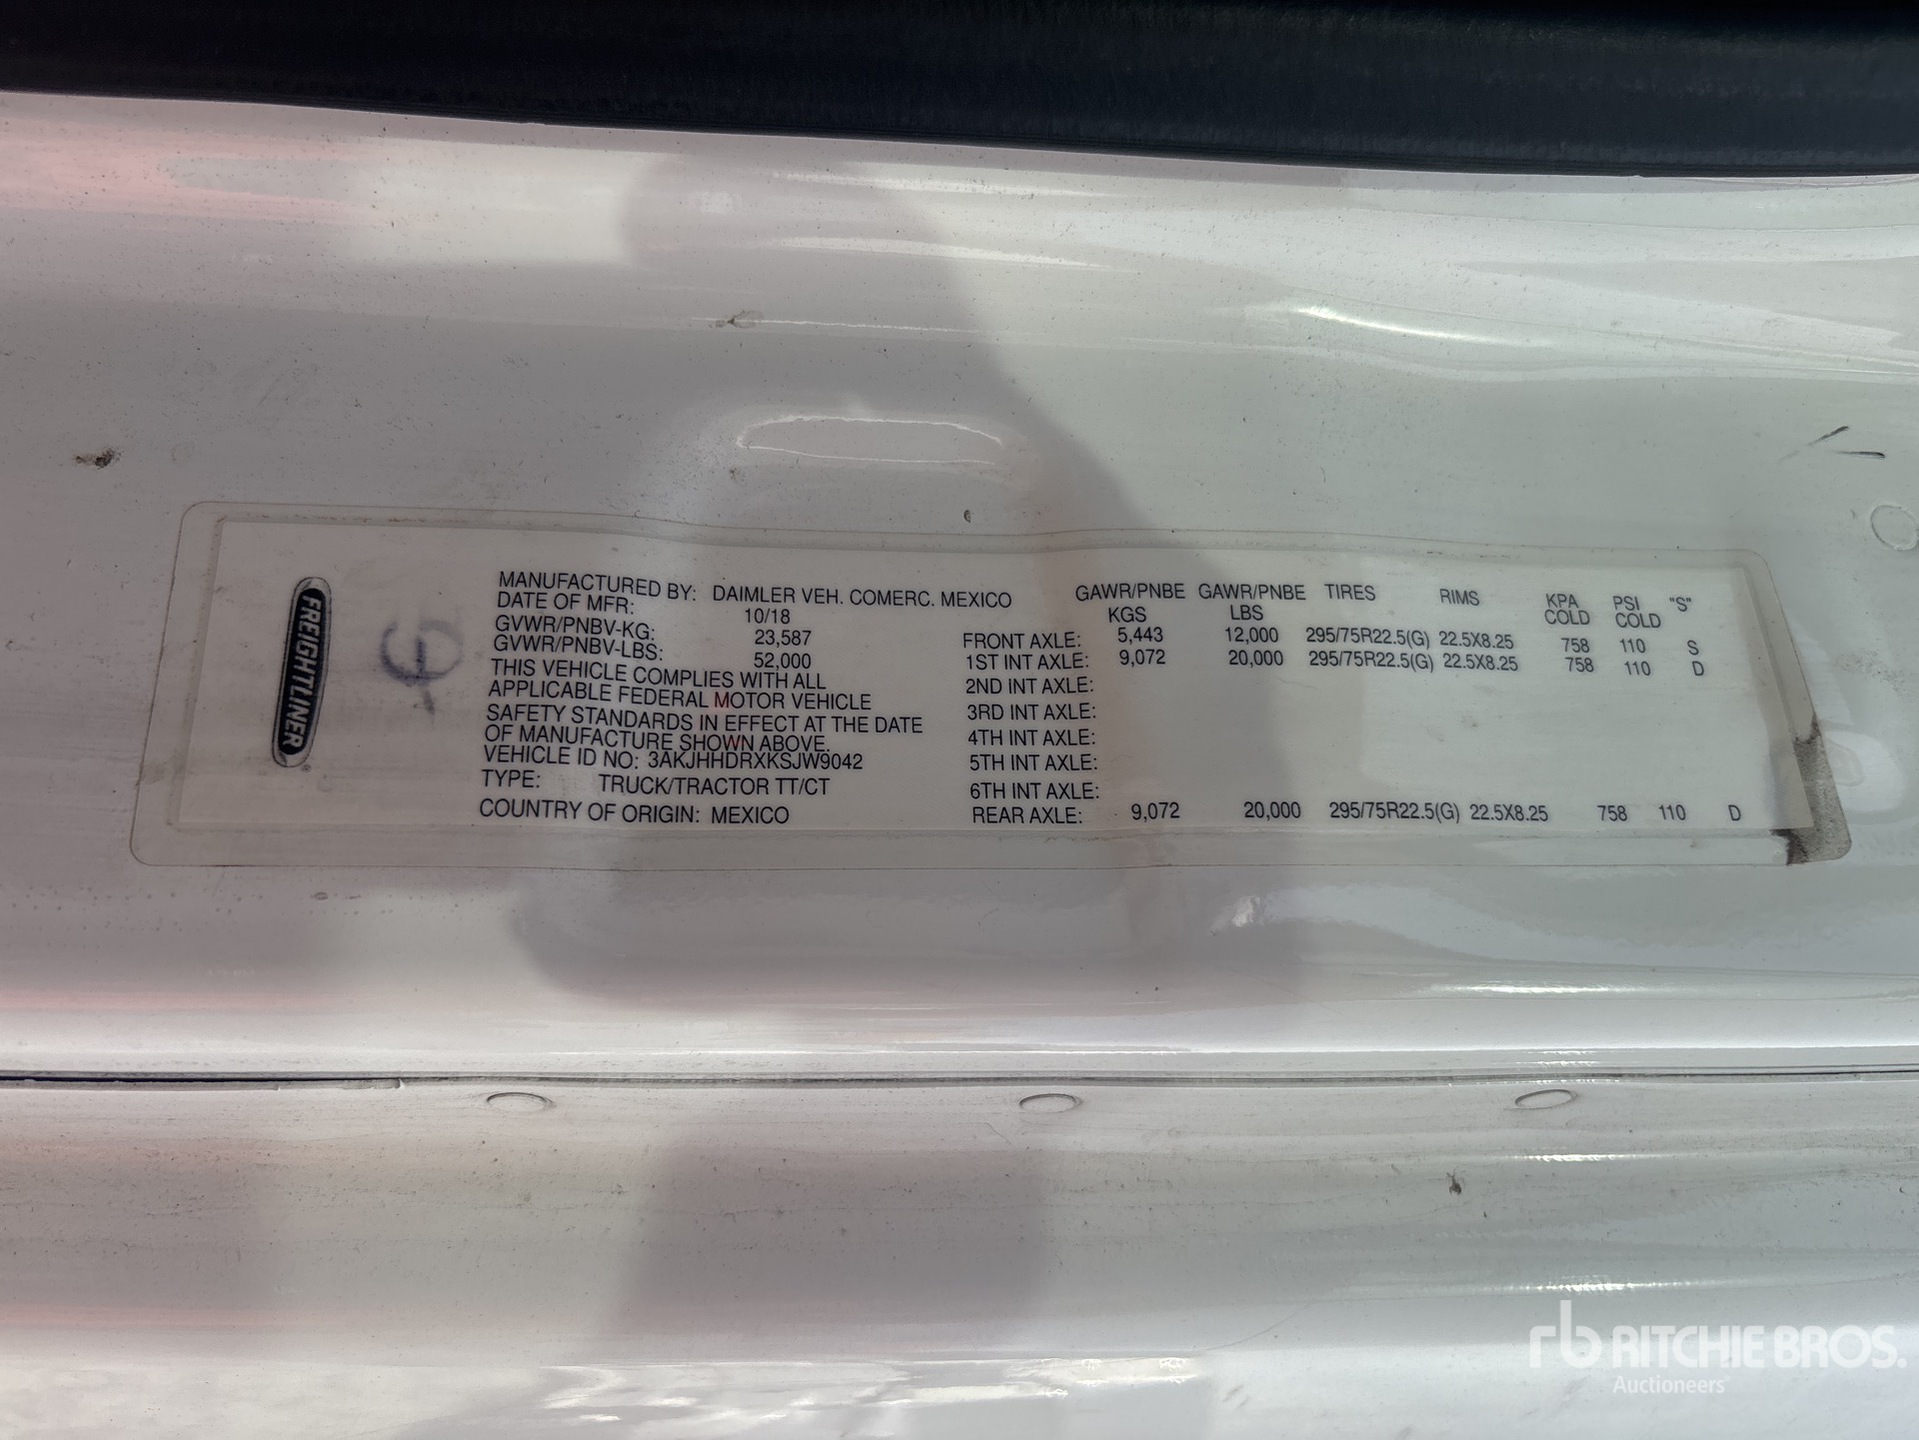 FREIGHTLINER
MANUFACTURED BY: DAIMLER VEH. COMERC. MEXICO
DATE OF MFR: 10/18
GVWR/PNBV-KG: 23,587
GVWR/PNBV-LBS: 52,000
THIS VEHICLE COMPLIES WITH ALL
APPLICABLE FEDERAL MOTOR VEHICLE
SAFETY STANDARDS IN EFFECT AT THE DATE
OF MANUFACTURE SHOWN ABOVE.
VEHICLE ID NO: 3AKJHHDRXKSJW9042
TYPE: TRUCK/TRACTOR TT/CT
COUNTRY OF ORIGIN: MEXICO
GAWR/PNBE KGS GAWR/PNBE LBS TIRES RIMS KPA COLD PSI COLD "S"
FRONT AXLE: 5,443 12,000 295/75R22.5(G) 22.5X8.25 758 110 S
1ST INT AXLE: 9,072 20,000 295/75R22.5(G) 22.5X8.25 758 110 D
2ND INT AXLE:
3RD INT AXLE:
4TH INT AXLE:
5TH INT AXLE:
6TH INT AXLE:
REAR AXLE: 9,072 20,000 295/75R22.5(G) 22.5X8.25 758 110 D
rb RITCHIE BROS.
Auctioneers